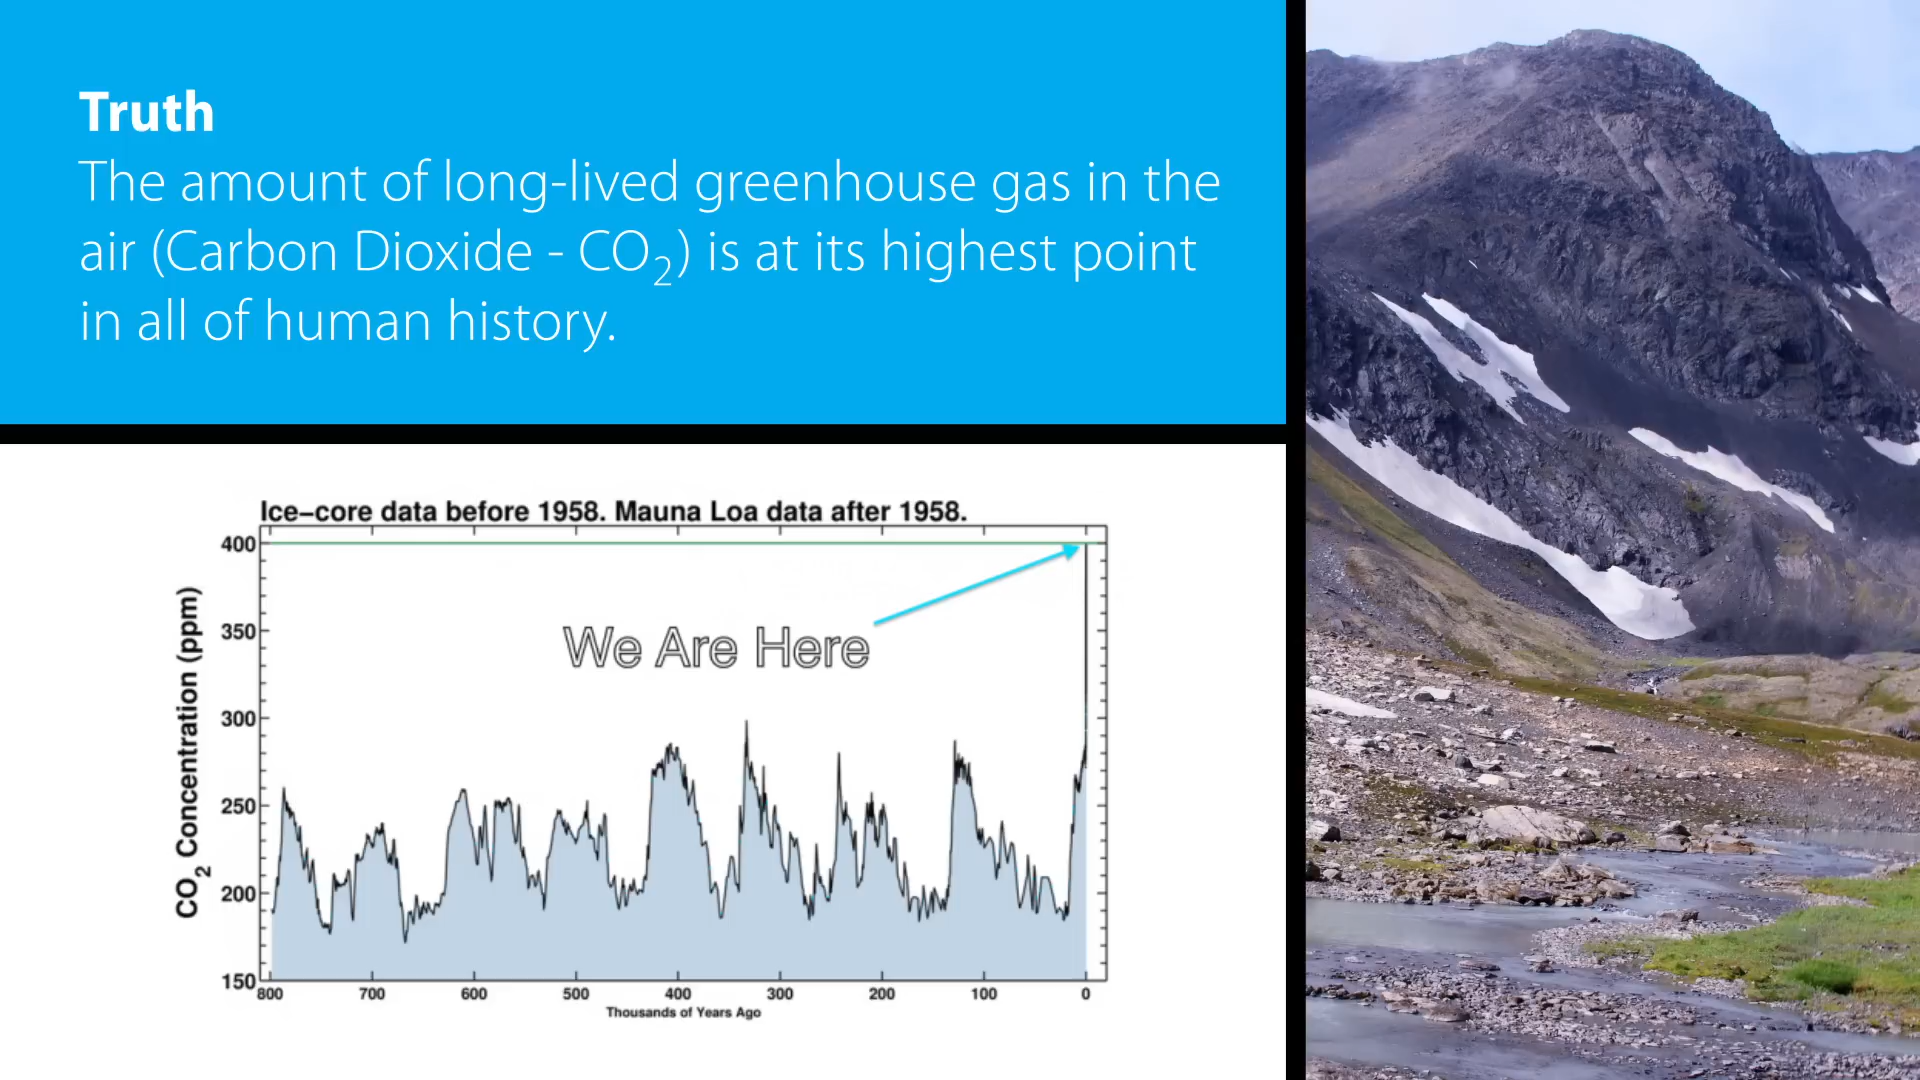 Truth
The amount of long-lived greenhouse gas in the
air (Carbon Dioxide - CO₂) is at its highest point
in all of human history.
Ice-core data before 1958. Mauna Loa data after 1958.
CO₂ Concentration (ppm)
400
350
300
250
200
150
We Are Here
800 700 600 500 400 300 200 100 0
Thousands of Years Ago